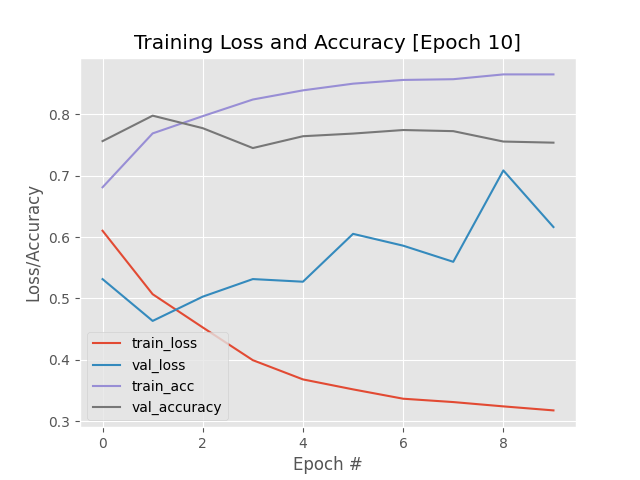 Training Loss and Accuracy [Epoch 10]
Loss/Accuracy
0.8
0.7
0.6
0.5
0.4
0.3
train_loss
val_loss
train_acc
val_accuracy
0 2 4 6 8
Epoch #